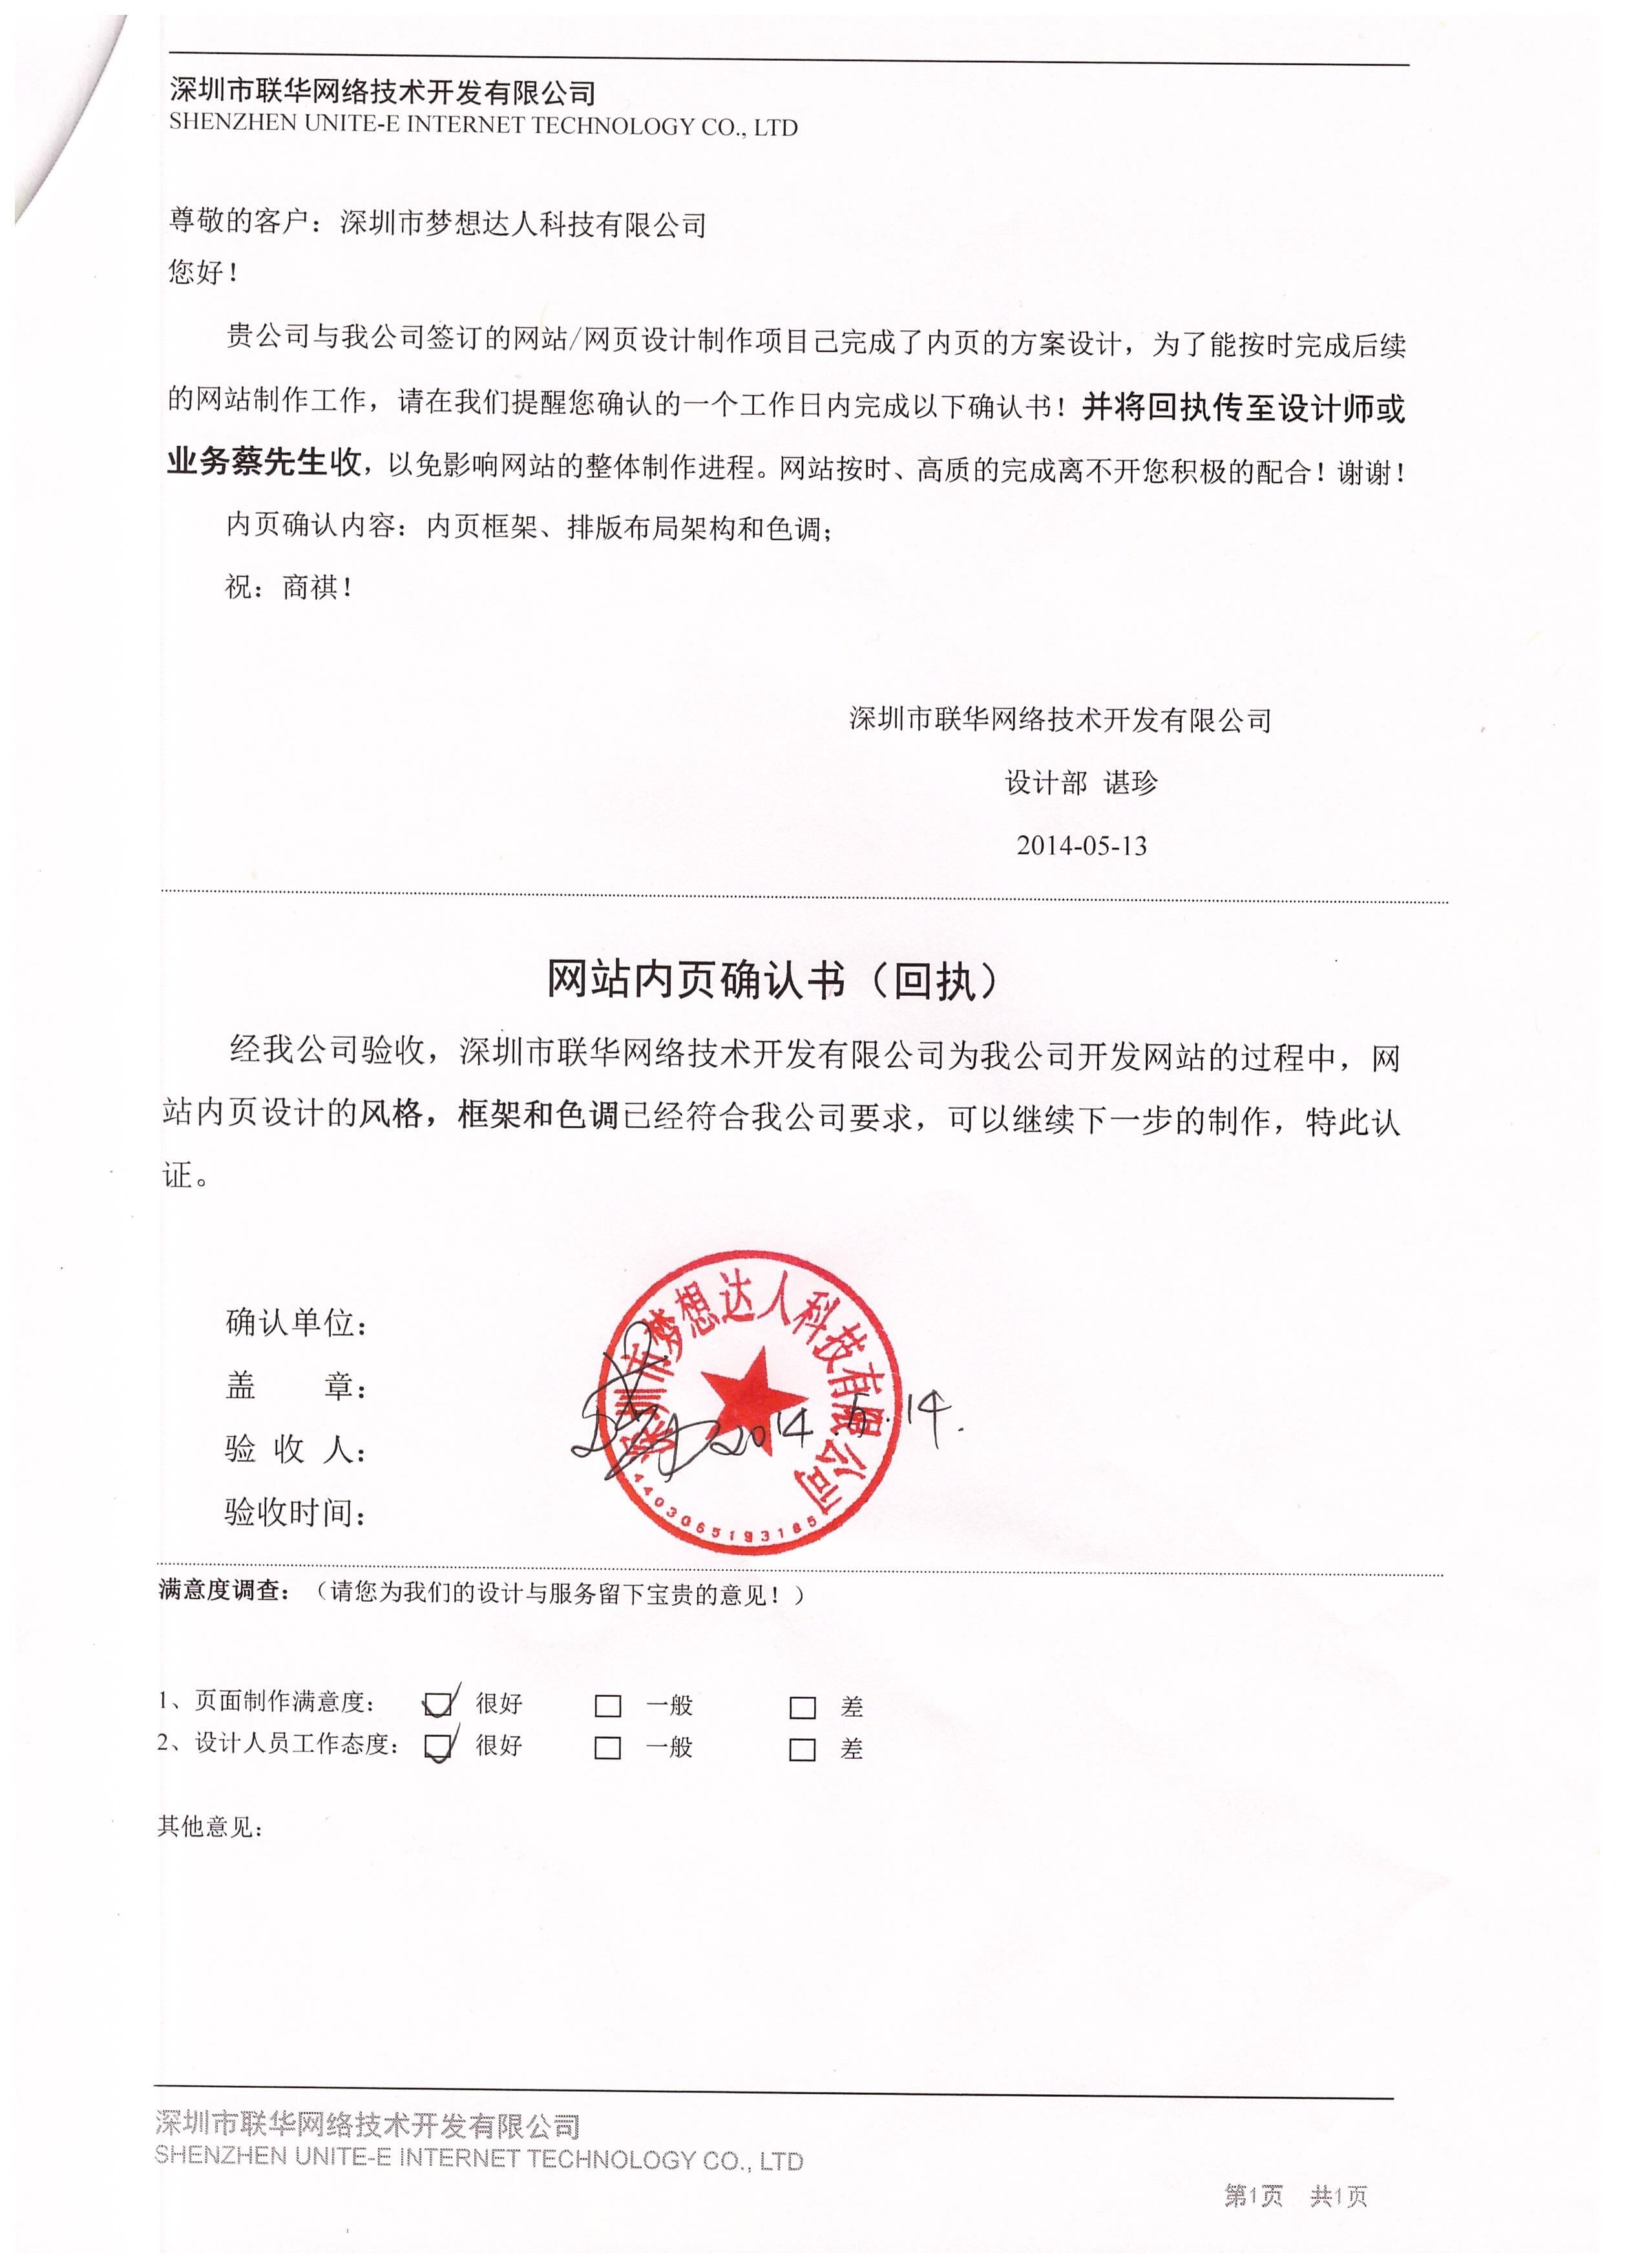 深圳市联华网络技术开发有限公司
SHENZHEN UNITE-E INTERNET TECHNOLOGY CO., LTD
尊敬的客户：深圳市梦想达人科技有限公司
您好！
贵公司与我公司签订的网站/网页设计制作项目己完成了内页的方案设计，为了能按时完成后续
的网站制作工作，请在我们提醒您确认的一个工作日内完成以下确认书！并将回执传至设计师或
业务蔡先生收，以免影响网站的整体制作进程。网站按时、高质的完成离不开您积极的配合！谢谢！
内页确认内容：内页框架、排版布局架构和色调；
祝：商祺！
深圳市联华网络技术开发有限公司
设计部 谌珍
2014-05-13
网站内页确认书（回执）
经我公司验收，深圳市联华网络技术开发有限公司为我公司开发网站的过程中，网
站内页设计的风格，框架和色调已经符合我公司要求，可以继续下一步的制作，特此认
证。
确认单位：
盖 章：
验 收 人：
验收时间：
深圳市梦想达人科技有限公司
2014.5.14.
4403065193185
满意度调查：（请您为我们的设计与服务留下宝贵的意见！）
1、页面制作满意度： ☑ 很好 □ 一般 □ 差
2、设计人员工作态度： ☑ 很好 □ 一般 □ 差
其他意见：
深圳市联华网络技术开发有限公司
SHENZHEN UNITE-E INTERNET TECHNOLOGY CO., LTD
第1页 共1页